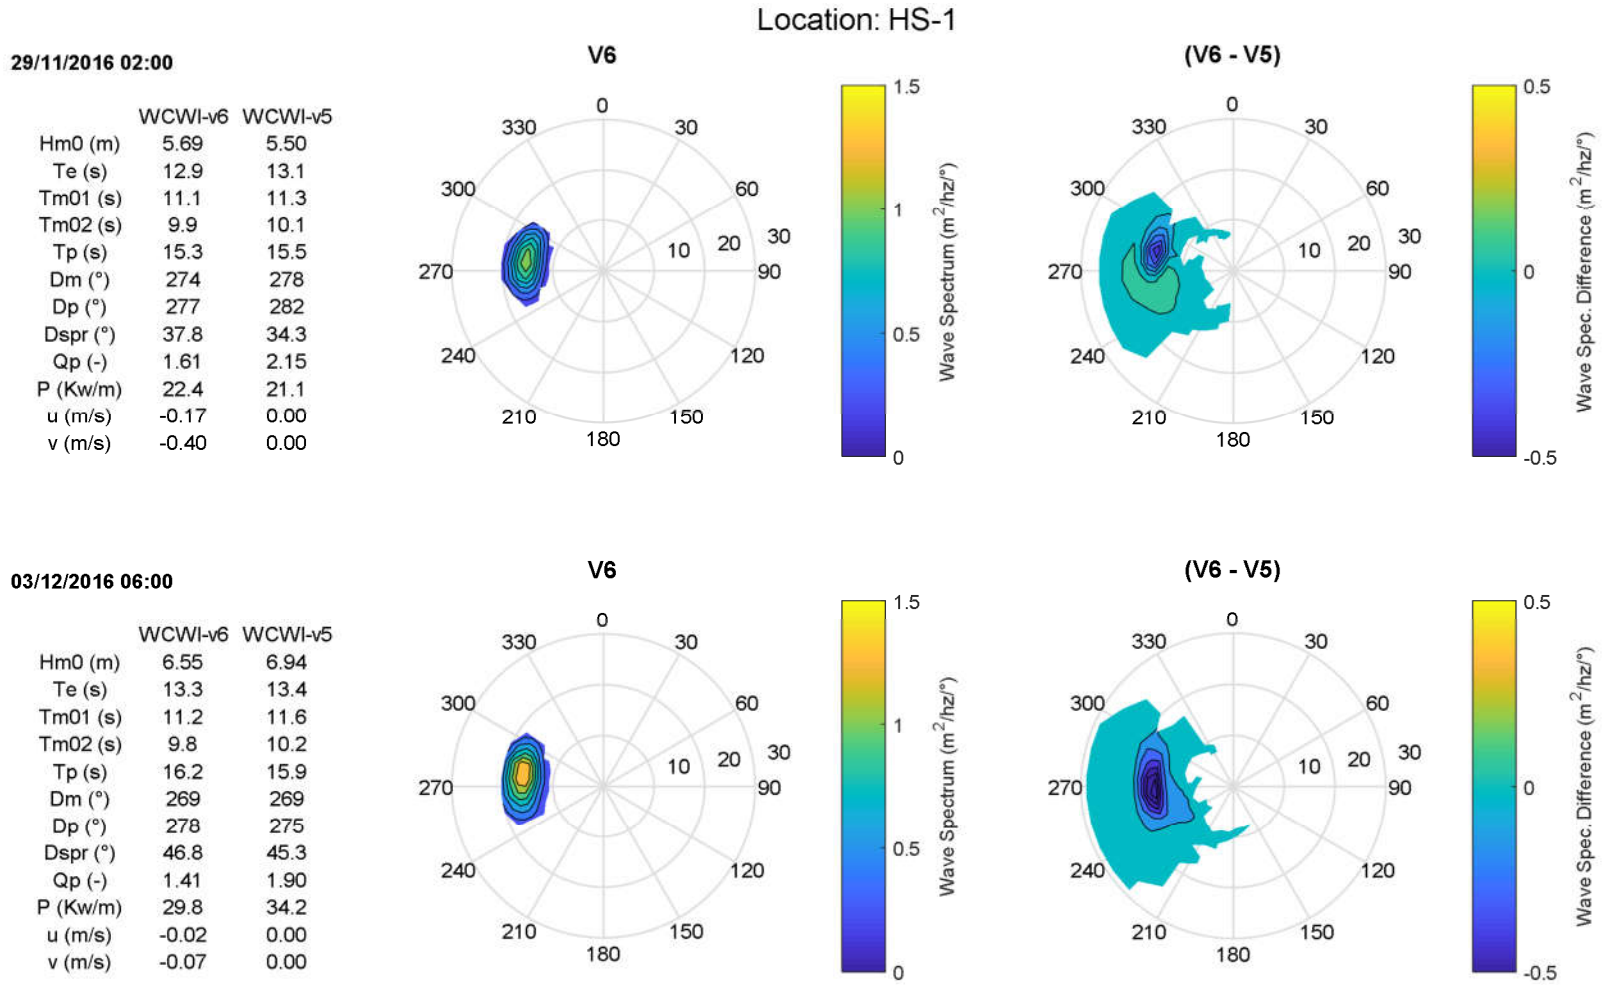 Location: HS-1
29/11/2016 02:00
WCWI-v6 WCWI-v5
Hm0 (m) 5.69 5.50
Te (s) 12.9 13.1
Tm01 (s) 11.1 11.3
Tm02 (s) 9.9 10.1
Tp (s) 15.3 15.5
Dm (°) 274 278
Dp (°) 277 282
Dspr (°) 37.8 34.3
Qp (-) 1.61 2.15
P (Kw/m) 22.4 21.1
u (m/s) -0.17 0.00
v (m/s) -0.40 0.00
V6
0
330 30
300 60
10 20 30
270 90
240 120
210 150
180
1.5
1
0.5
0
Wave Spectrum (m²/hz/°)
(V6 - V5)
0
330 30
300 60
10 20 30
270 90
240 120
210 150
180
0.5
0
-0.5
Wave Spec. Difference (m²/hz/°)
03/12/2016 06:00
WCWI-v6 WCWI-v5
Hm0 (m) 6.55 6.94
Te (s) 13.3 13.4
Tm01 (s) 11.2 11.6
Tm02 (s) 9.8 10.2
Tp (s) 16.2 15.9
Dm (°) 269 269
Dp (°) 278 275
Dspr (°) 46.8 45.3
Qp (-) 1.41 1.90
P (Kw/m) 29.8 34.2
u (m/s) -0.02 0.00
v (m/s) -0.07 0.00
V6
0
330 30
300 60
10 20 30
270 90
240 120
210 150
180
1.5
1
0.5
0
Wave Spectrum (m²/hz/°)
(V6 - V5)
0
330 30
300 60
10 20 30
270 90
240 120
210 150
180
0.5
0
-0.5
Wave Spec. Difference (m²/hz/°)